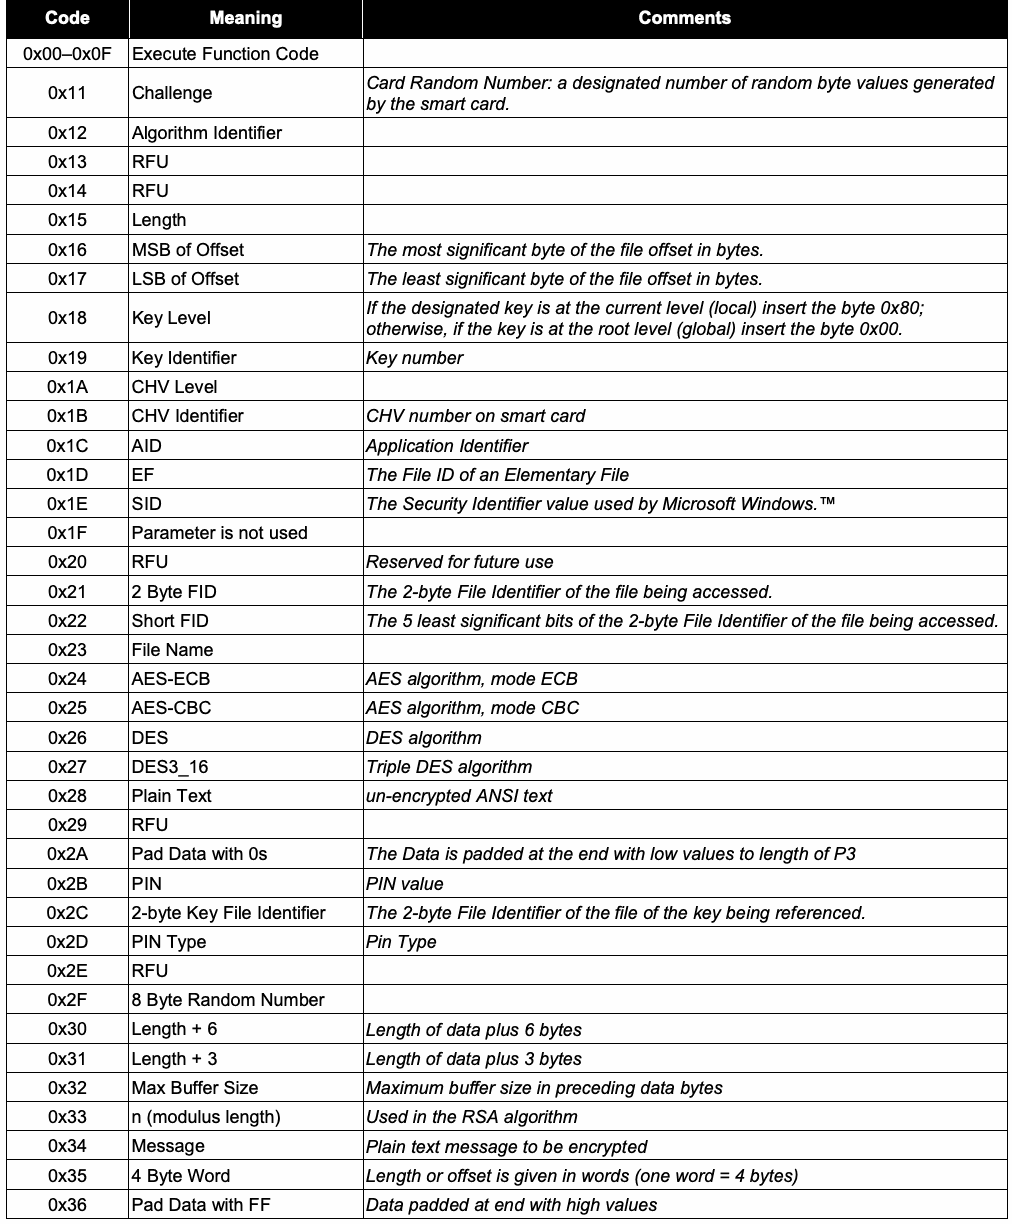 Code Meaning Comments
0x00–0x0F Execute Function Code
0x11 Challenge Card Random Number: a designated number of random byte values generated
by the smart card.
0x12 Algorithm Identifier
0x13 RFU
0x14 RFU
0x15 Length
0x16 MSB of Offset The most significant byte of the file offset in bytes.
0x17 LSB of Offset The least significant byte of the file offset in bytes.
0x18 Key Level If the designated key is at the current level (local) insert the byte 0x80;
otherwise, if the key is at the root level (global) insert the byte 0x00.
0x19 Key Identifier Key number
0x1A CHV Level
0x1B CHV Identifier CHV number on smart card
0x1C AID Application Identifier
0x1D EF The File ID of an Elementary File
0x1E SID The Security Identifier value used by Microsoft Windows.™
0x1F Parameter is not used
0x20 RFU Reserved for future use
0x21 2 Byte FID The 2-byte File Identifier of the file being accessed.
0x22 Short FID The 5 least significant bits of the 2-byte File Identifier of the file being accessed.
0x23 File Name
0x24 AES-ECB AES algorithm, mode ECB
0x25 AES-CBC AES algorithm, mode CBC
0x26 DES DES algorithm
0x27 DES3_16 Triple DES algorithm
0x28 Plain Text un-encrypted ANSI text
0x29 RFU
0x2A Pad Data with 0s The Data is padded at the end with low values to length of P3
0x2B PIN PIN value
0x2C 2-byte Key File Identifier The 2-byte File Identifier of the file of the key being referenced.
0x2D PIN Type Pin Type
0x2E RFU
0x2F 8 Byte Random Number
0x30 Length + 6 Length of data plus 6 bytes
0x31 Length + 3 Length of data plus 3 bytes
0x32 Max Buffer Size Maximum buffer size in preceding data bytes
0x33 n (modulus length) Used in the RSA algorithm
0x34 Message Plain text message to be encrypted
0x35 4 Byte Word Length or offset is given in words (one word = 4 bytes)
0x36 Pad Data with FF Data padded at end with high values